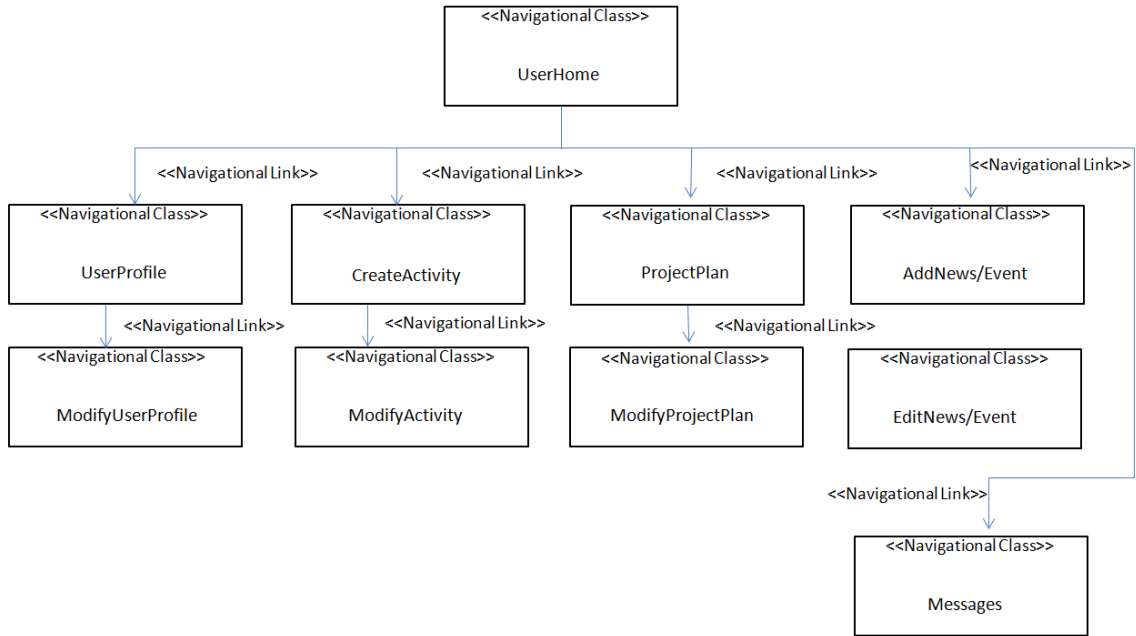 <<Navigational Class>>
UserHome
<<Navigational Link>>
<<Navigational Link>>
<<Navigational Link>>
<<Navigational Link>>
<<Navigational Class>>
UserProfile
<<Navigational Class>>
CreateActivity
<<Navigational Class>>
ProjectPlan
<<Navigational Class>>
AddNews/Event
<<Navigational Link>>
<<Navigational Link>>
<<Navigational Link>>
<<Navigational Class>>
ModifyUserProfile
<<Navigational Class>>
ModifyActivity
<<Navigational Class>>
ModifyProjectPlan
<<Navigational Class>>
EditNews/Event
<<Navigational Link>>
<<Navigational Class>>
Messages